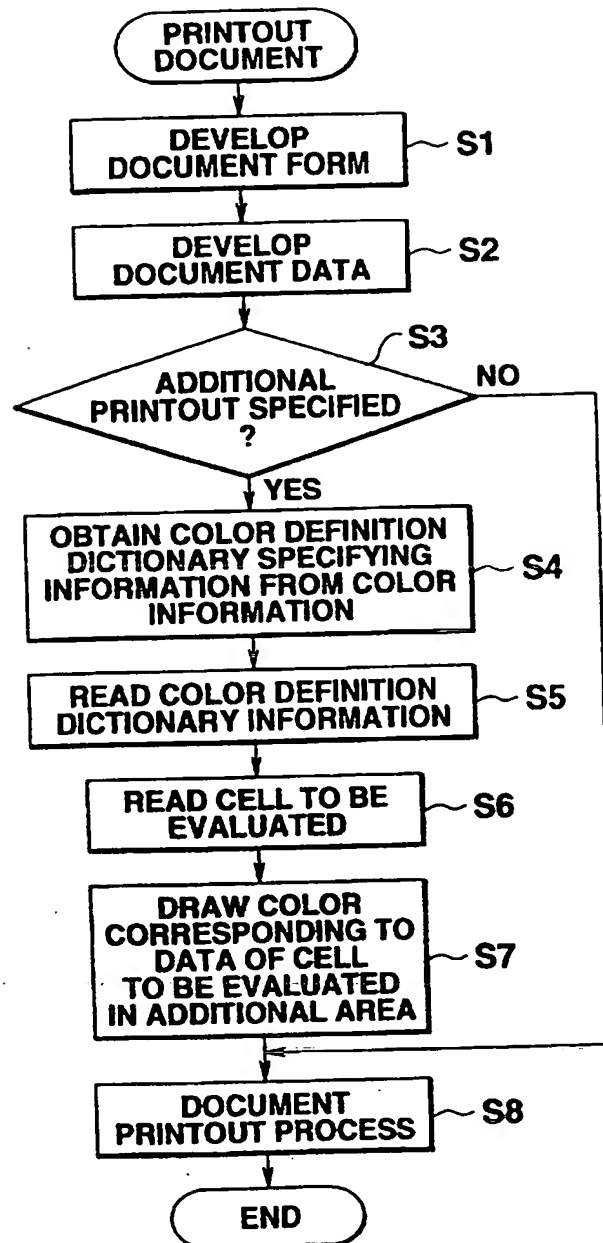 PRINTOUT
DOCUMENT
DEVELOP
DOCUMENT FORM
S1
DEVELOP
DOCUMENT DATA
S2
S3
ADDITIONAL
PRINTOUT SPECIFIED
?
NO
YES
OBTAIN COLOR DEFINITION
DICTIONARY SPECIFYING
INFORMATION FROM COLOR
INFORMATION
S4
READ COLOR DEFINITION
DICTIONARY INFORMATION
S5
READ CELL TO BE
EVALUATED
S6
DRAW COLOR
CORRESPONDING TO
DATA OF CELL
TO BE EVALUATED
IN ADDITIONAL AREA
S7
DOCUMENT
PRINTOUT PROCESS
S8
END